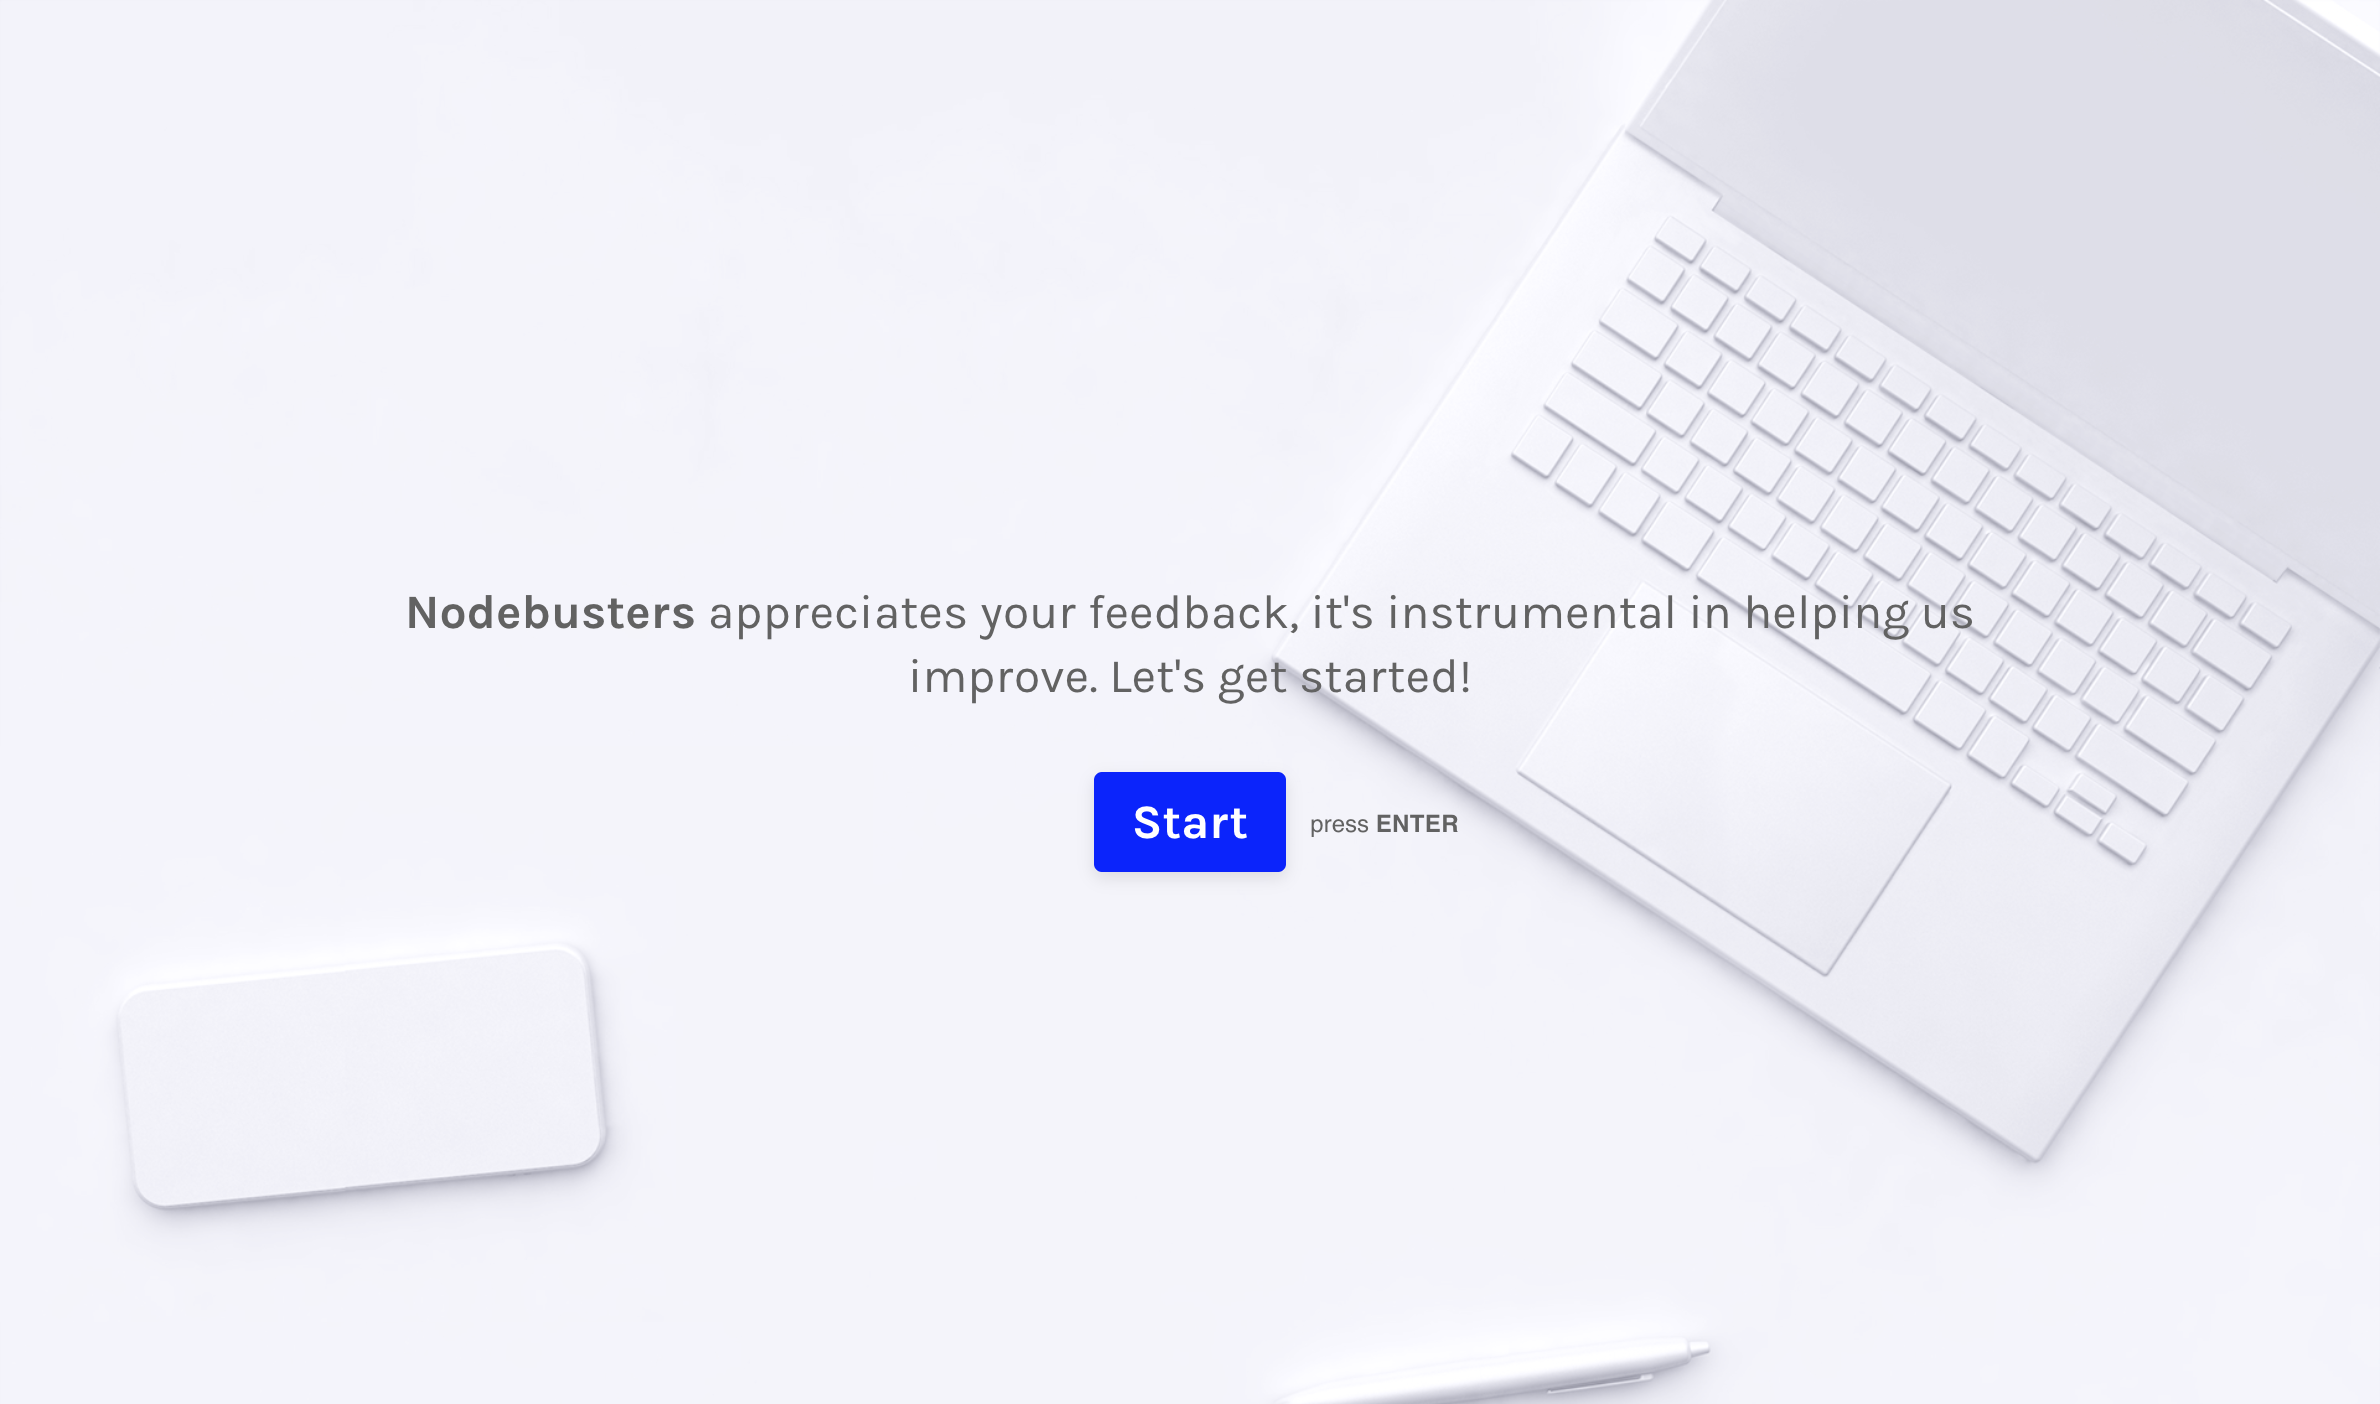 Nodebusters appreciates your feedback, it's instrumental in helping us
improve. Let's get started!
Start press ENTER